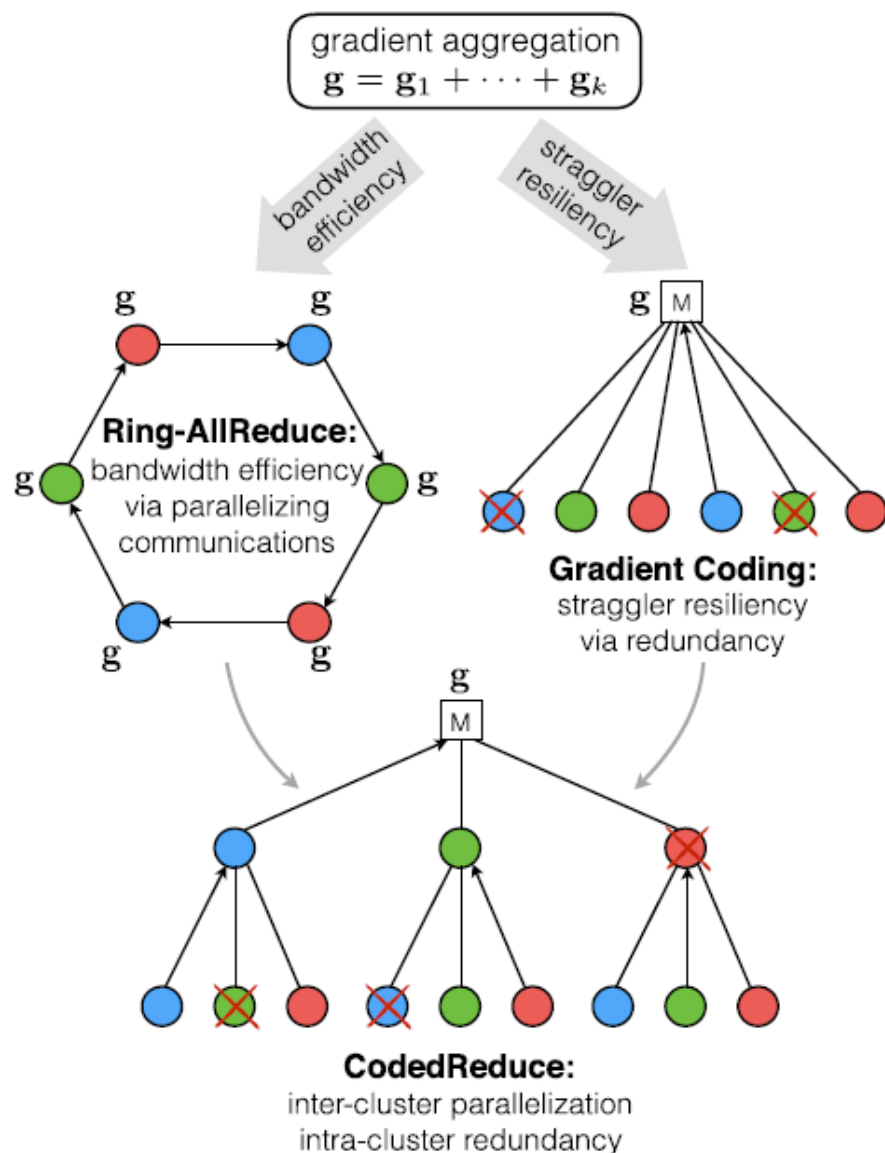 gradient aggregation
g = g₁ + ··· + gₖ
bandwidth
efficiency
straggler
resiliency
g
g
g
M
Ring-AllReduce:
bandwidth efficiency
via parallelizing
communications
g
g
g
g
Gradient Coding:
straggler resiliency
via redundancy
g
M
CodedReduce:
inter-cluster parallelization
intra-cluster redundancy